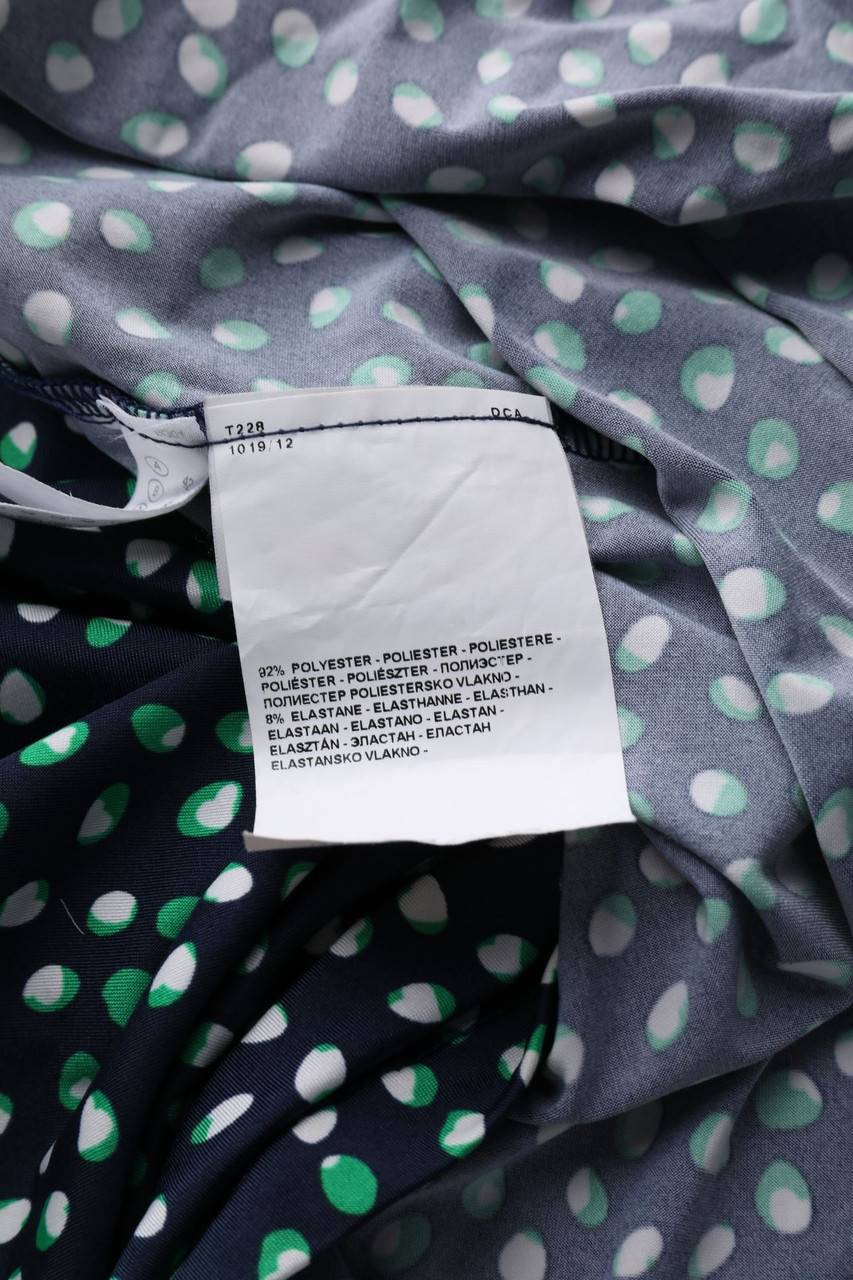 T228 DCA
1019/12
92% POLYESTER - POLIESTER - POLIESTERE -
POLIÉSTER - POLIÉSZTER - ПОЛИЭСТЕР -
ПОЛИЕСТЕР POLIESTERSKO VLAKNO -
8% ELASTANE - ELASTHANNE - ELASTHAN -
ELASTAAN - ELASTANO - ELASTAN -
ELASZTÁN - ЭЛАСТАН - ЕЛАСТАН
ELASTANSKO VLAKNO -